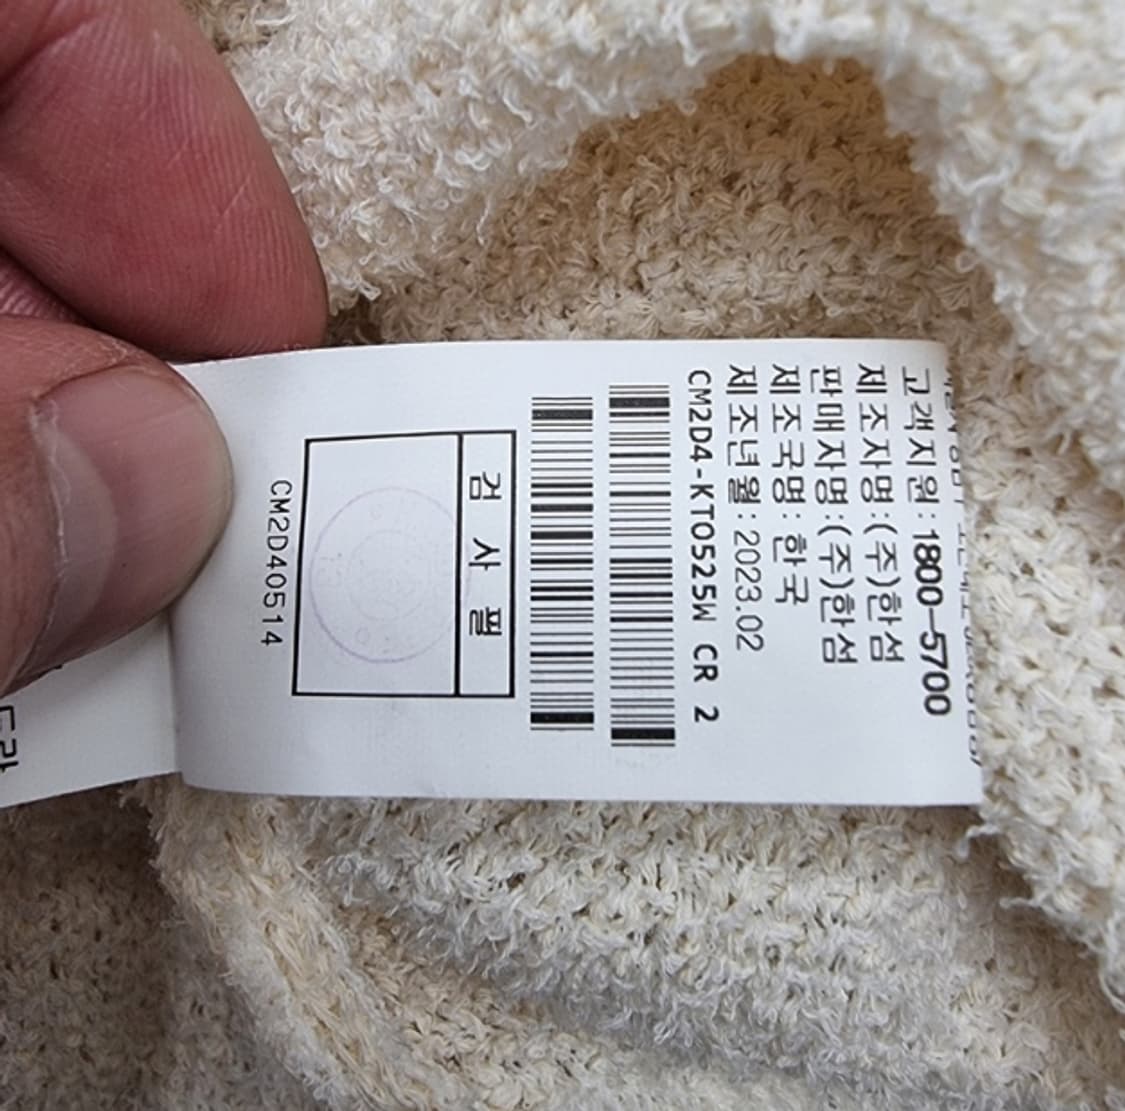 고객지원:1800-5700
제조자명:(주)한섬
판매자명:(주)한섬
제조국명:한국
제조년월:2023.02
CM2D4-KTO525W CR 2
검사필
CM2D40514